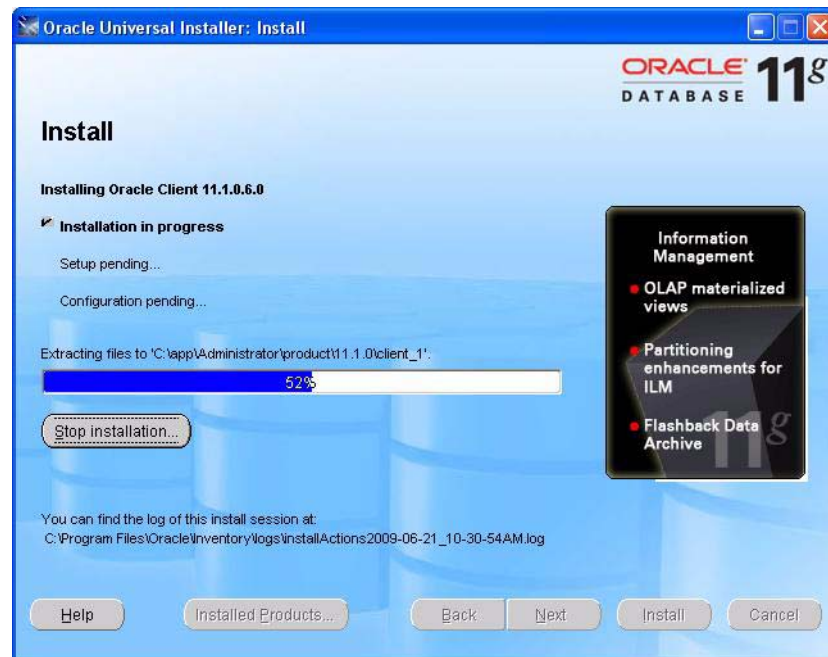 Oracle Universal Installer: Install
ORACLE 11g
DATABASE
Install
Installing Oracle Client 11.1.0.6.0
Installation in progress
Setup pending...
Configuration pending...
Extracting files to 'C:\app\Administrator\product\11.1.0\client_1'.
52%
Stop installation...
Information
Management
OLAP materialized
views
Partitioning
enhancements for
ILM
Flashback Data
Archive
11g
You can find the log of this install session at:
C:\Program Files\Oracle\Inventory\logs\installActions2009-06-21_10-30-54AM.log
Help
Installed Products...
Back
Next
Install
Cancel